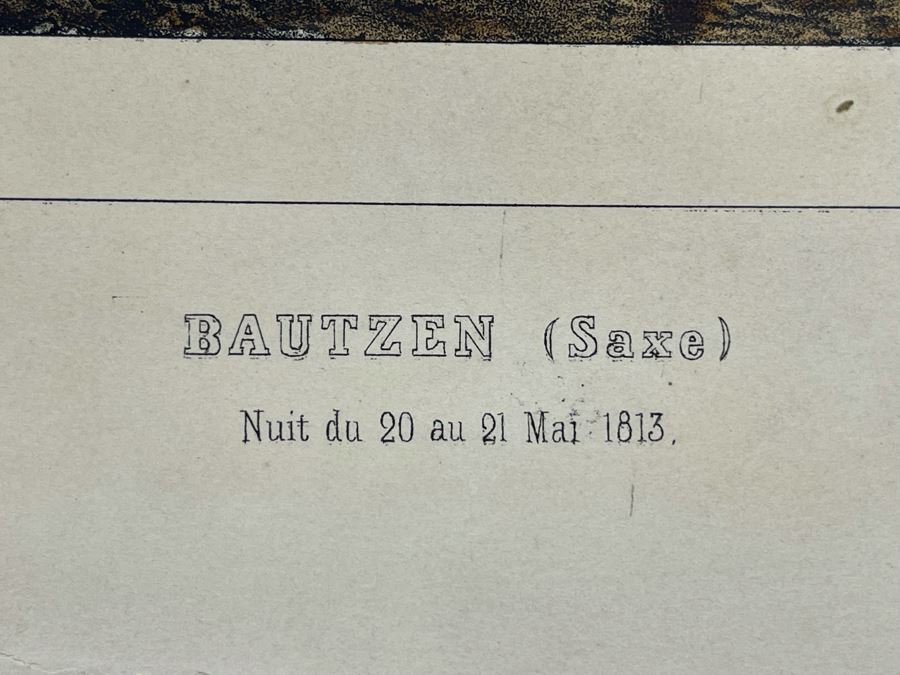 BAUTZEN (Saxe)
Nuit du 20 au 21 Mai 1813.